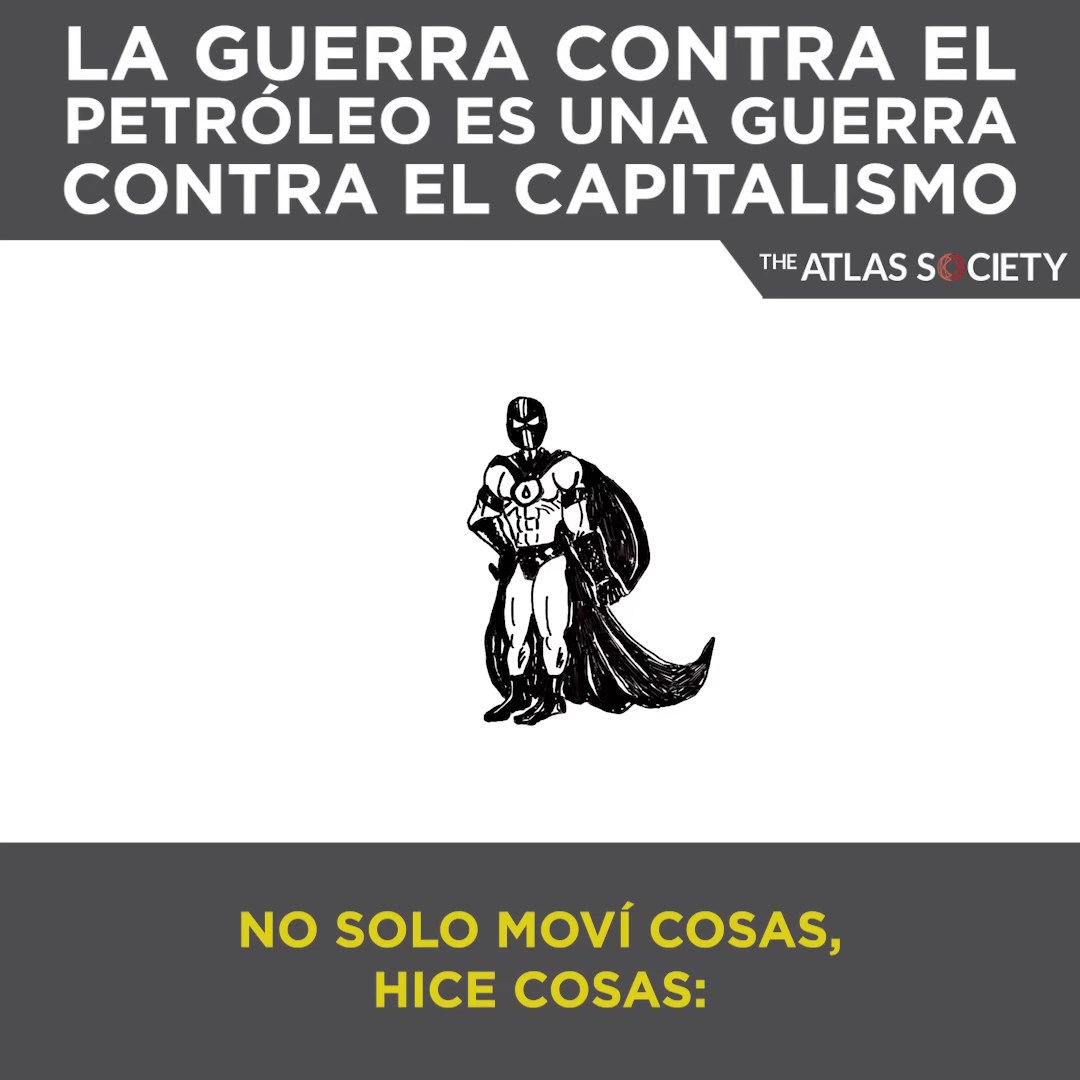 LA GUERRA CONTRA EL
PETRÓLEO ES UNA GUERRA
CONTRA EL CAPITALISMO
THE ATLAS SOCIETY
NO SOLO MOVÍ COSAS,
HICE COSAS: